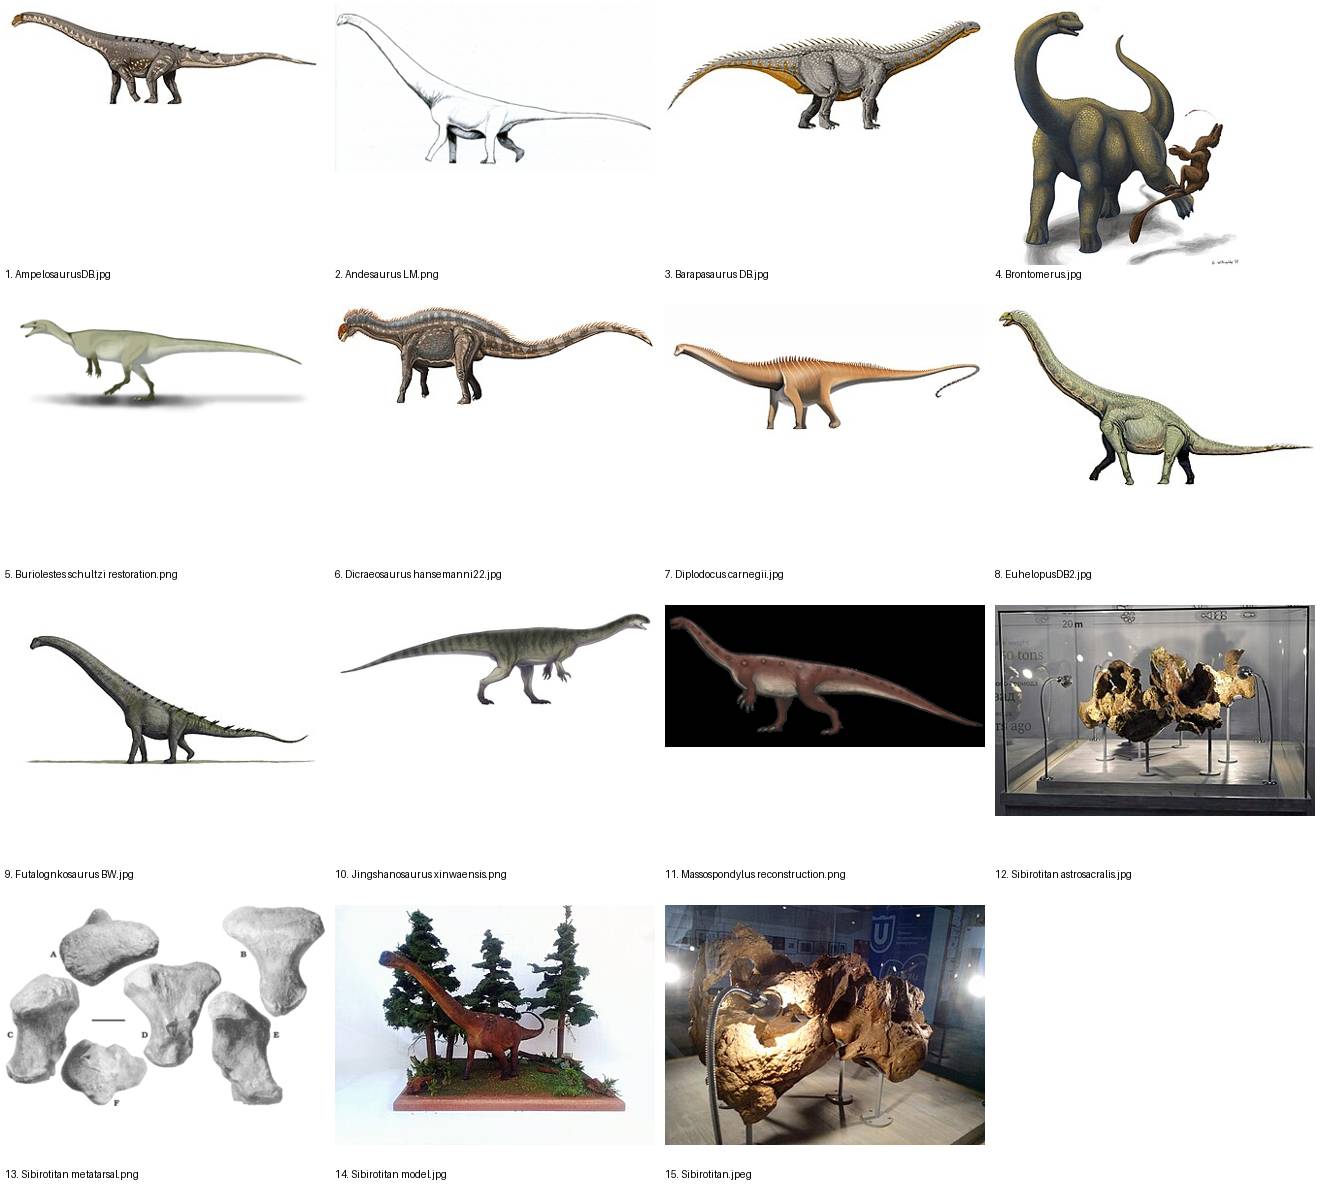 1. AmpelosaurusDB.jpg
2. Andesaurus LM.png
3. Barapasaurus DB.jpg
4. Brontomerus.jpg
5. Buriolestes schultzi restoration.png
6. Dicraeosaurus hansemanni22.jpg
7. Diplodocus carnegii.jpg
8. EuhelopusDB2.jpg
20 m
tons
ago
9. Futalognkosaurus BW.jpg
10. Jingshanosaurus xinwaensis.png
11. Massospondylus reconstruction.png
12. Sibirotitan astrosacralis.jpg
A
B
C
D
E
F
U
13. Sibirotitan metatarsal.png
14. Sibirotitan model.jpg
15. Sibirotitan.jpeg